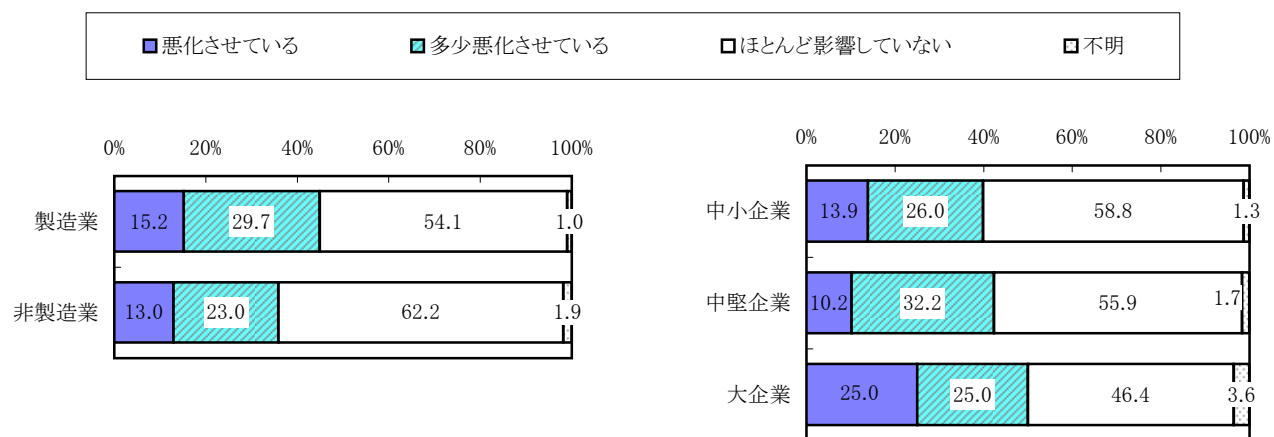 悪化させている 多少悪化させている ほとんど影響していない 不明
0% 20% 40% 60% 80% 100%
製造業 15.2 29.7 54.1 1.0
非製造業 13.0 23.0 62.2 1.9
0% 20% 40% 60% 80% 100%
中小企業 13.9 26.0 58.8 1.3
中堅企業 10.2 32.2 55.9 1.7
大企業 25.0 25.0 46.4 3.6